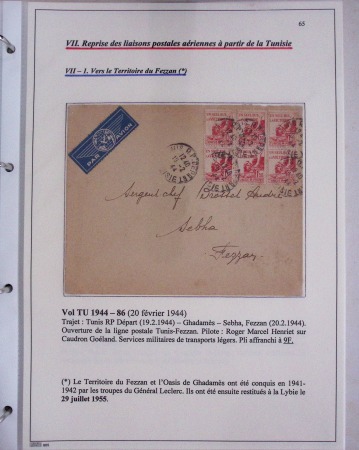 63
VII. Reprise des liaisons postales aériennes à partir de la Tunisie
VII – 1. Vers le Territoire du Fezzan (*)
PAR AVION
Sergent chef
Sebha
Fezzan
Vol TU 1944 – 86 (20 février 1944)
Trajet : Tunis RP Départ (19.2.1944) – Ghadamès – Sebha, Fezzan (20.2.1944).
Ouverture de la ligne postale Tunis-Fezzan. Pilote : Roger Marcel Henriet sur
Caudron Goéland. Services militaires de transports légers. Pli affranchi à 9F.
(*) Le Territoire du Fezzan et l'Oasis de Ghadamès ont été conquis en 1941-
1942 par les troupes du Général Leclerc. Ils ont été ensuite restitués à la Lybie le
29 juillet 1955.